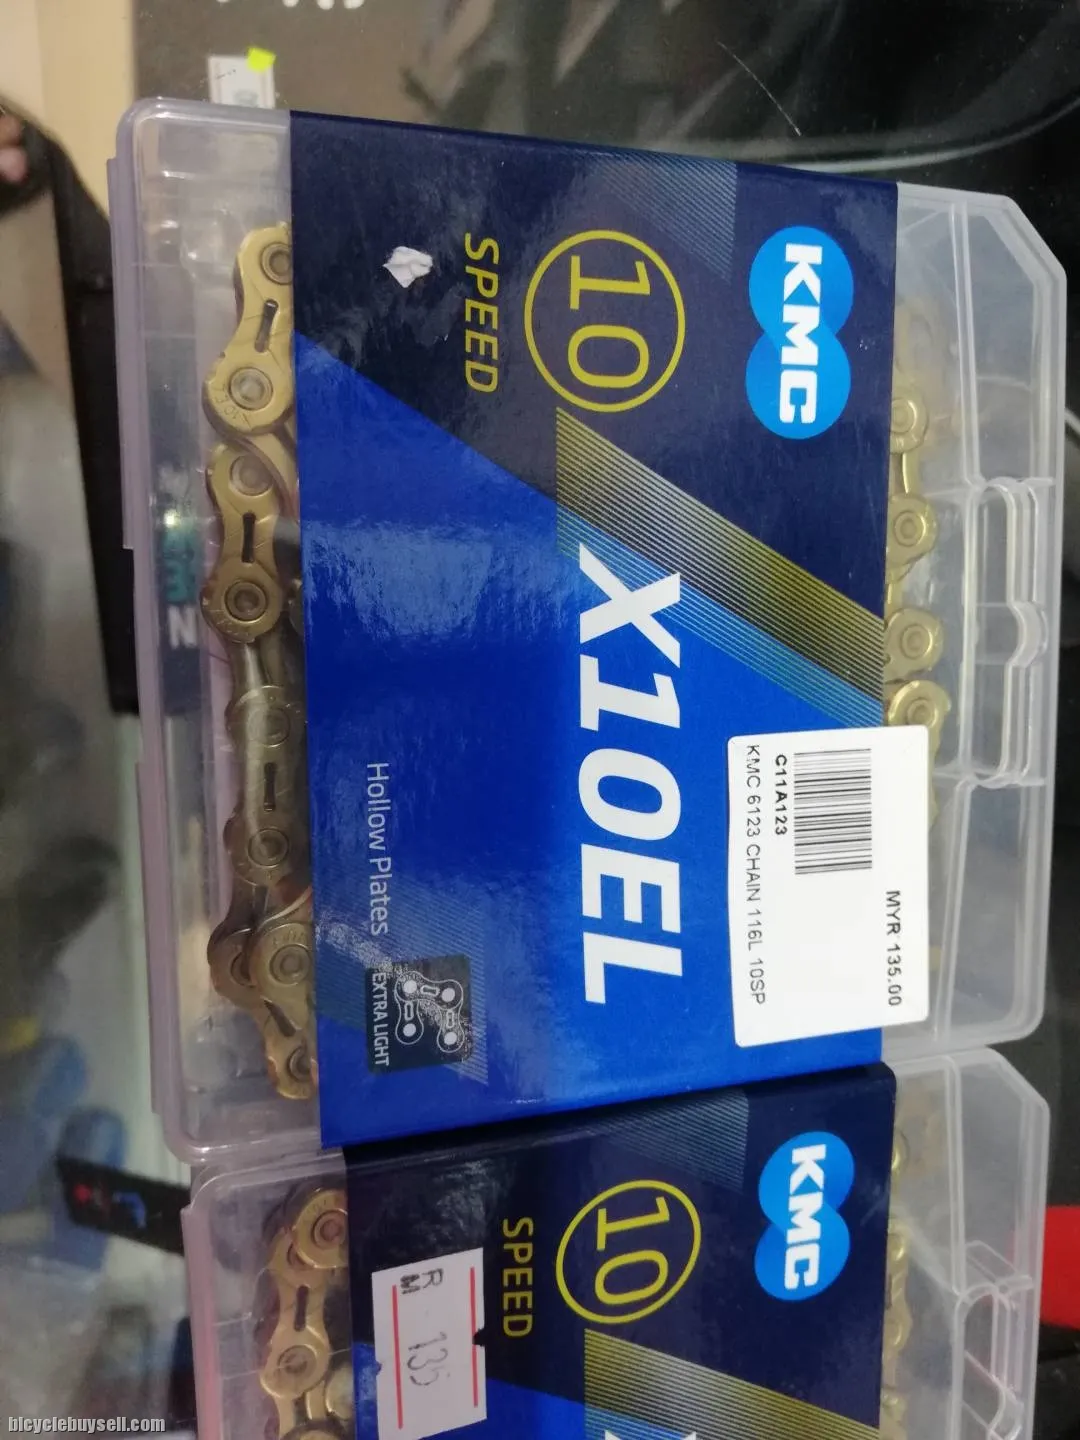 KMC
10
SPEED
X10EL
Hollow Plates
EXTRA LIGHT
MYR 135.00
C11A123
KMC 6123 CHAIN 116L 10SP
KMC
10
SPEED
RM 135
bicyclebuysell.com